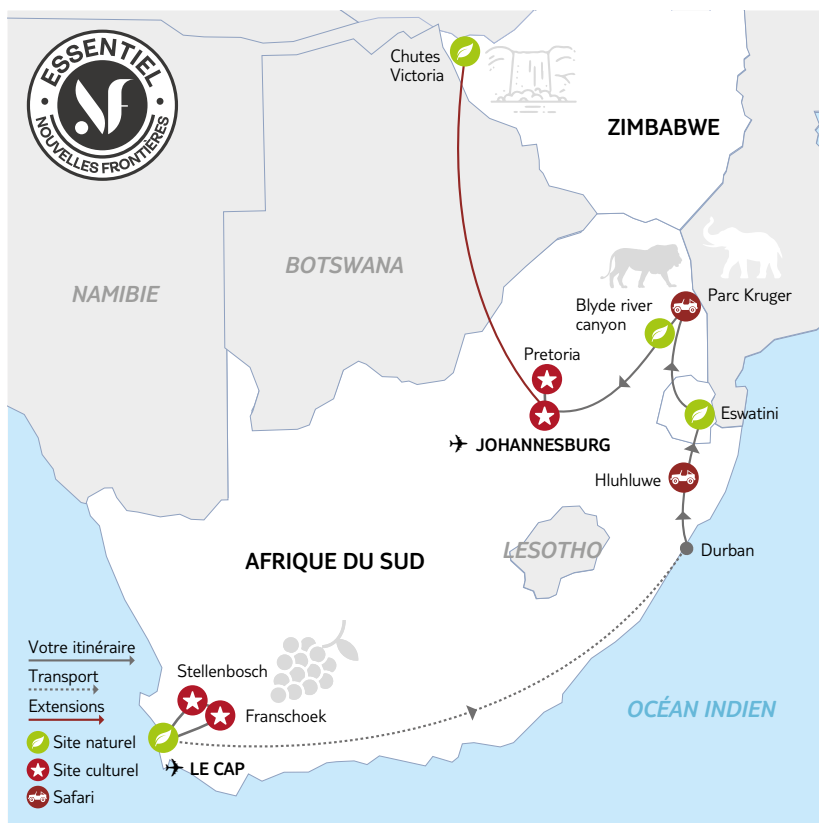 ESSENTIEL
NF
NOUVELLES FRONTIÈRES
Chutes
Victoria
ZIMBABWE
NAMIBIE
BOTSWANA
Parc Kruger
Blyde river
canyon
Pretoria
JOHANNESBURG
Eswatini
Hluhluwe
LESOTHO
Durban
AFRIQUE DU SUD
Votre itinéraire
Transport
Extensions
Site naturel
Site culturel
Safari
Stellenbosch
Franschoek
LE CAP
OCÉAN INDIEN